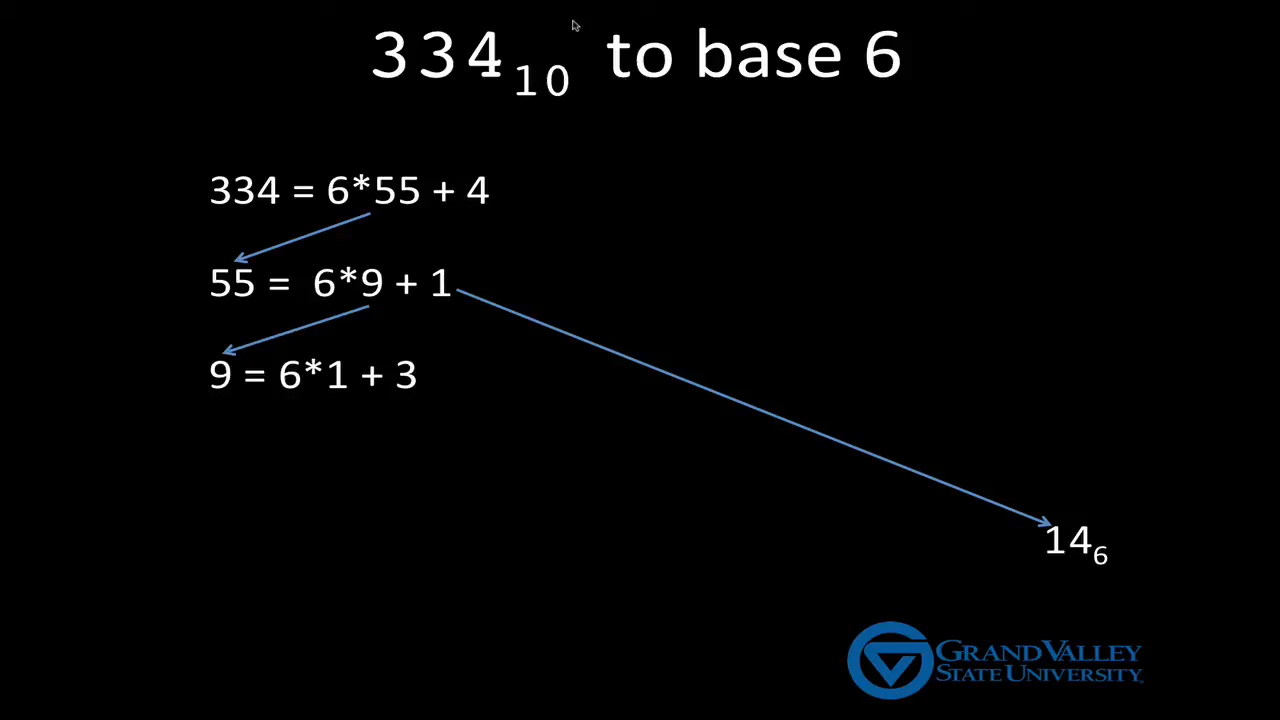 334₁₀ to base 6
334 = 6*55 + 4
55 = 6*9 + 1
9 = 6*1 + 3
14₆
GRAND VALLEY
STATE UNIVERSITY